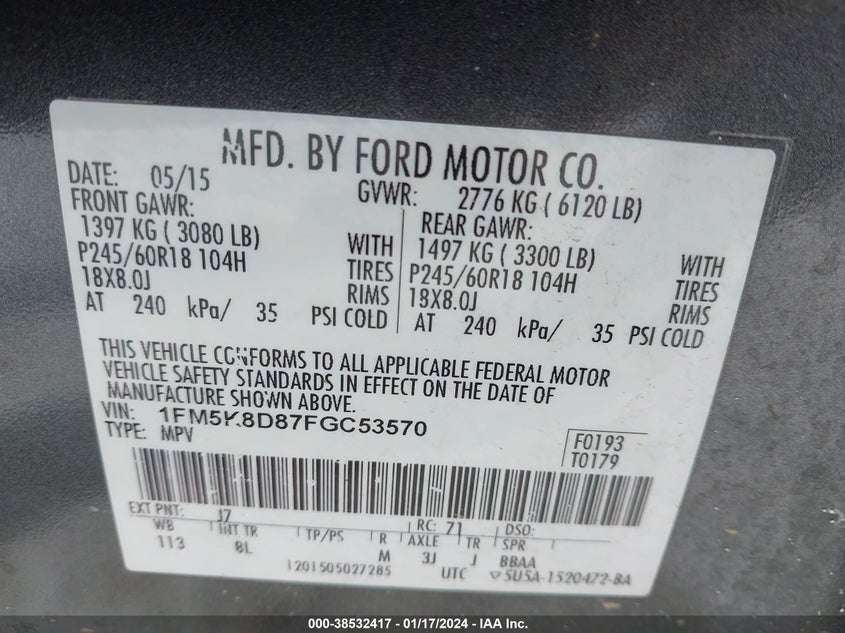 MFD. BY FORD MOTOR CO.
DATE: 05/15 GVWR: 2776 KG ( 6120 LB)
FRONT GAWR: REAR GAWR:
1397 KG ( 3080 LB) WITH 1497 KG ( 3300 LB) WITH
P245/60R18 104H TIRES P245/60R18 104H TIRES
18X8.0J RIMS 18X8.0J RIMS
AT 240 kPa/ 35 PSI COLD AT 240 kPa/ 35 PSI COLD
THIS VEHICLE CONFORMS TO ALL APPLICABLE FEDERAL MOTOR
VEHICLE SAFETY STANDARDS IN EFFECT ON THE DATE OF
MANUFACTURE SHOWN ABOVE.
VIN: 1FM5K8D87FGC53570
TYPE: MPV
F0193
T0179
EXT PNT: J7 RC: 71 DSO:
WB INT TR TP/PS R AXLE TR SPR
113 8L M 3J J BBAA
1201505027285 UTC ▽5U5A-1520472-BA
000-38532417 - 01/17/2024 - IAA Inc.